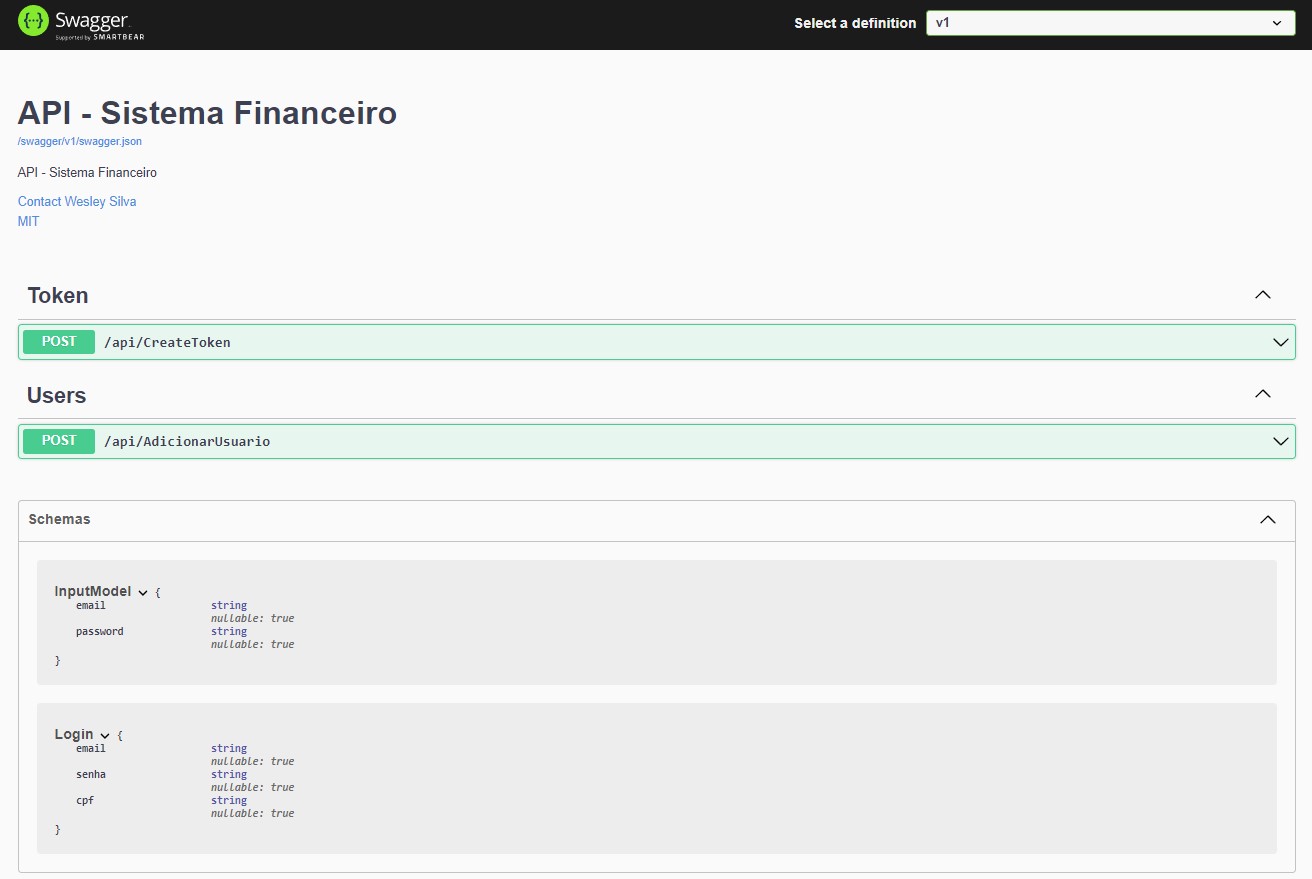 Swagger
Supported by SMARTBEAR
Select a definition v1
API - Sistema Financeiro
/swagger/v1/swagger.json
API - Sistema Financeiro
Contact Wesley Silva
MIT
Token
POST /api/CreateToken
Users
POST /api/AdicionarUsuario
Schemas
InputModel {
email string
nullable: true
password string
nullable: true
}
Login {
email string
nullable: true
senha string
nullable: true
cpf string
nullable: true
}